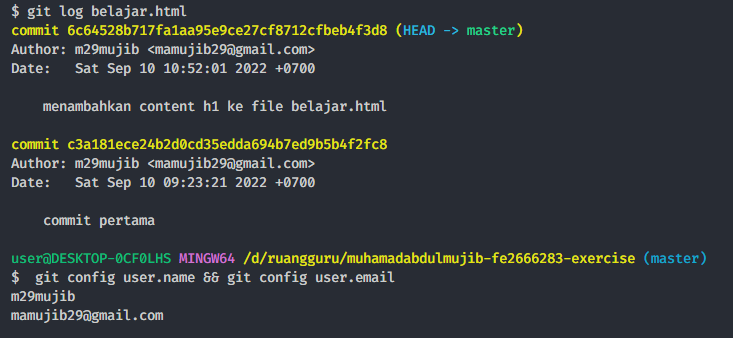 $ git log belajar.html
commit 6c64528b717fa1aa95e9ce27cf8712cfbeb4f3d8 (HEAD -> master)
Author: m29mujib <mamujib29@gmail.com>
Date:   Sat Sep 10 10:52:01 2022 +0700
    menambahkan content h1 ke file belajar.html
commit c3a181ece24b2d0cd35edda694b7ed9b5b4f2fc8
Author: m29mujib <mamujib29@gmail.com>
Date:   Sat Sep 10 09:23:21 2022 +0700
    commit pertama
user@DESKTOP-0CF0LHS MINGW64 /d/ruangguru/muhamadabdulmujib-fe2666283-exercise (master)
$  git config user.name && git config user.email
m29mujib
mamujib29@gmail.com